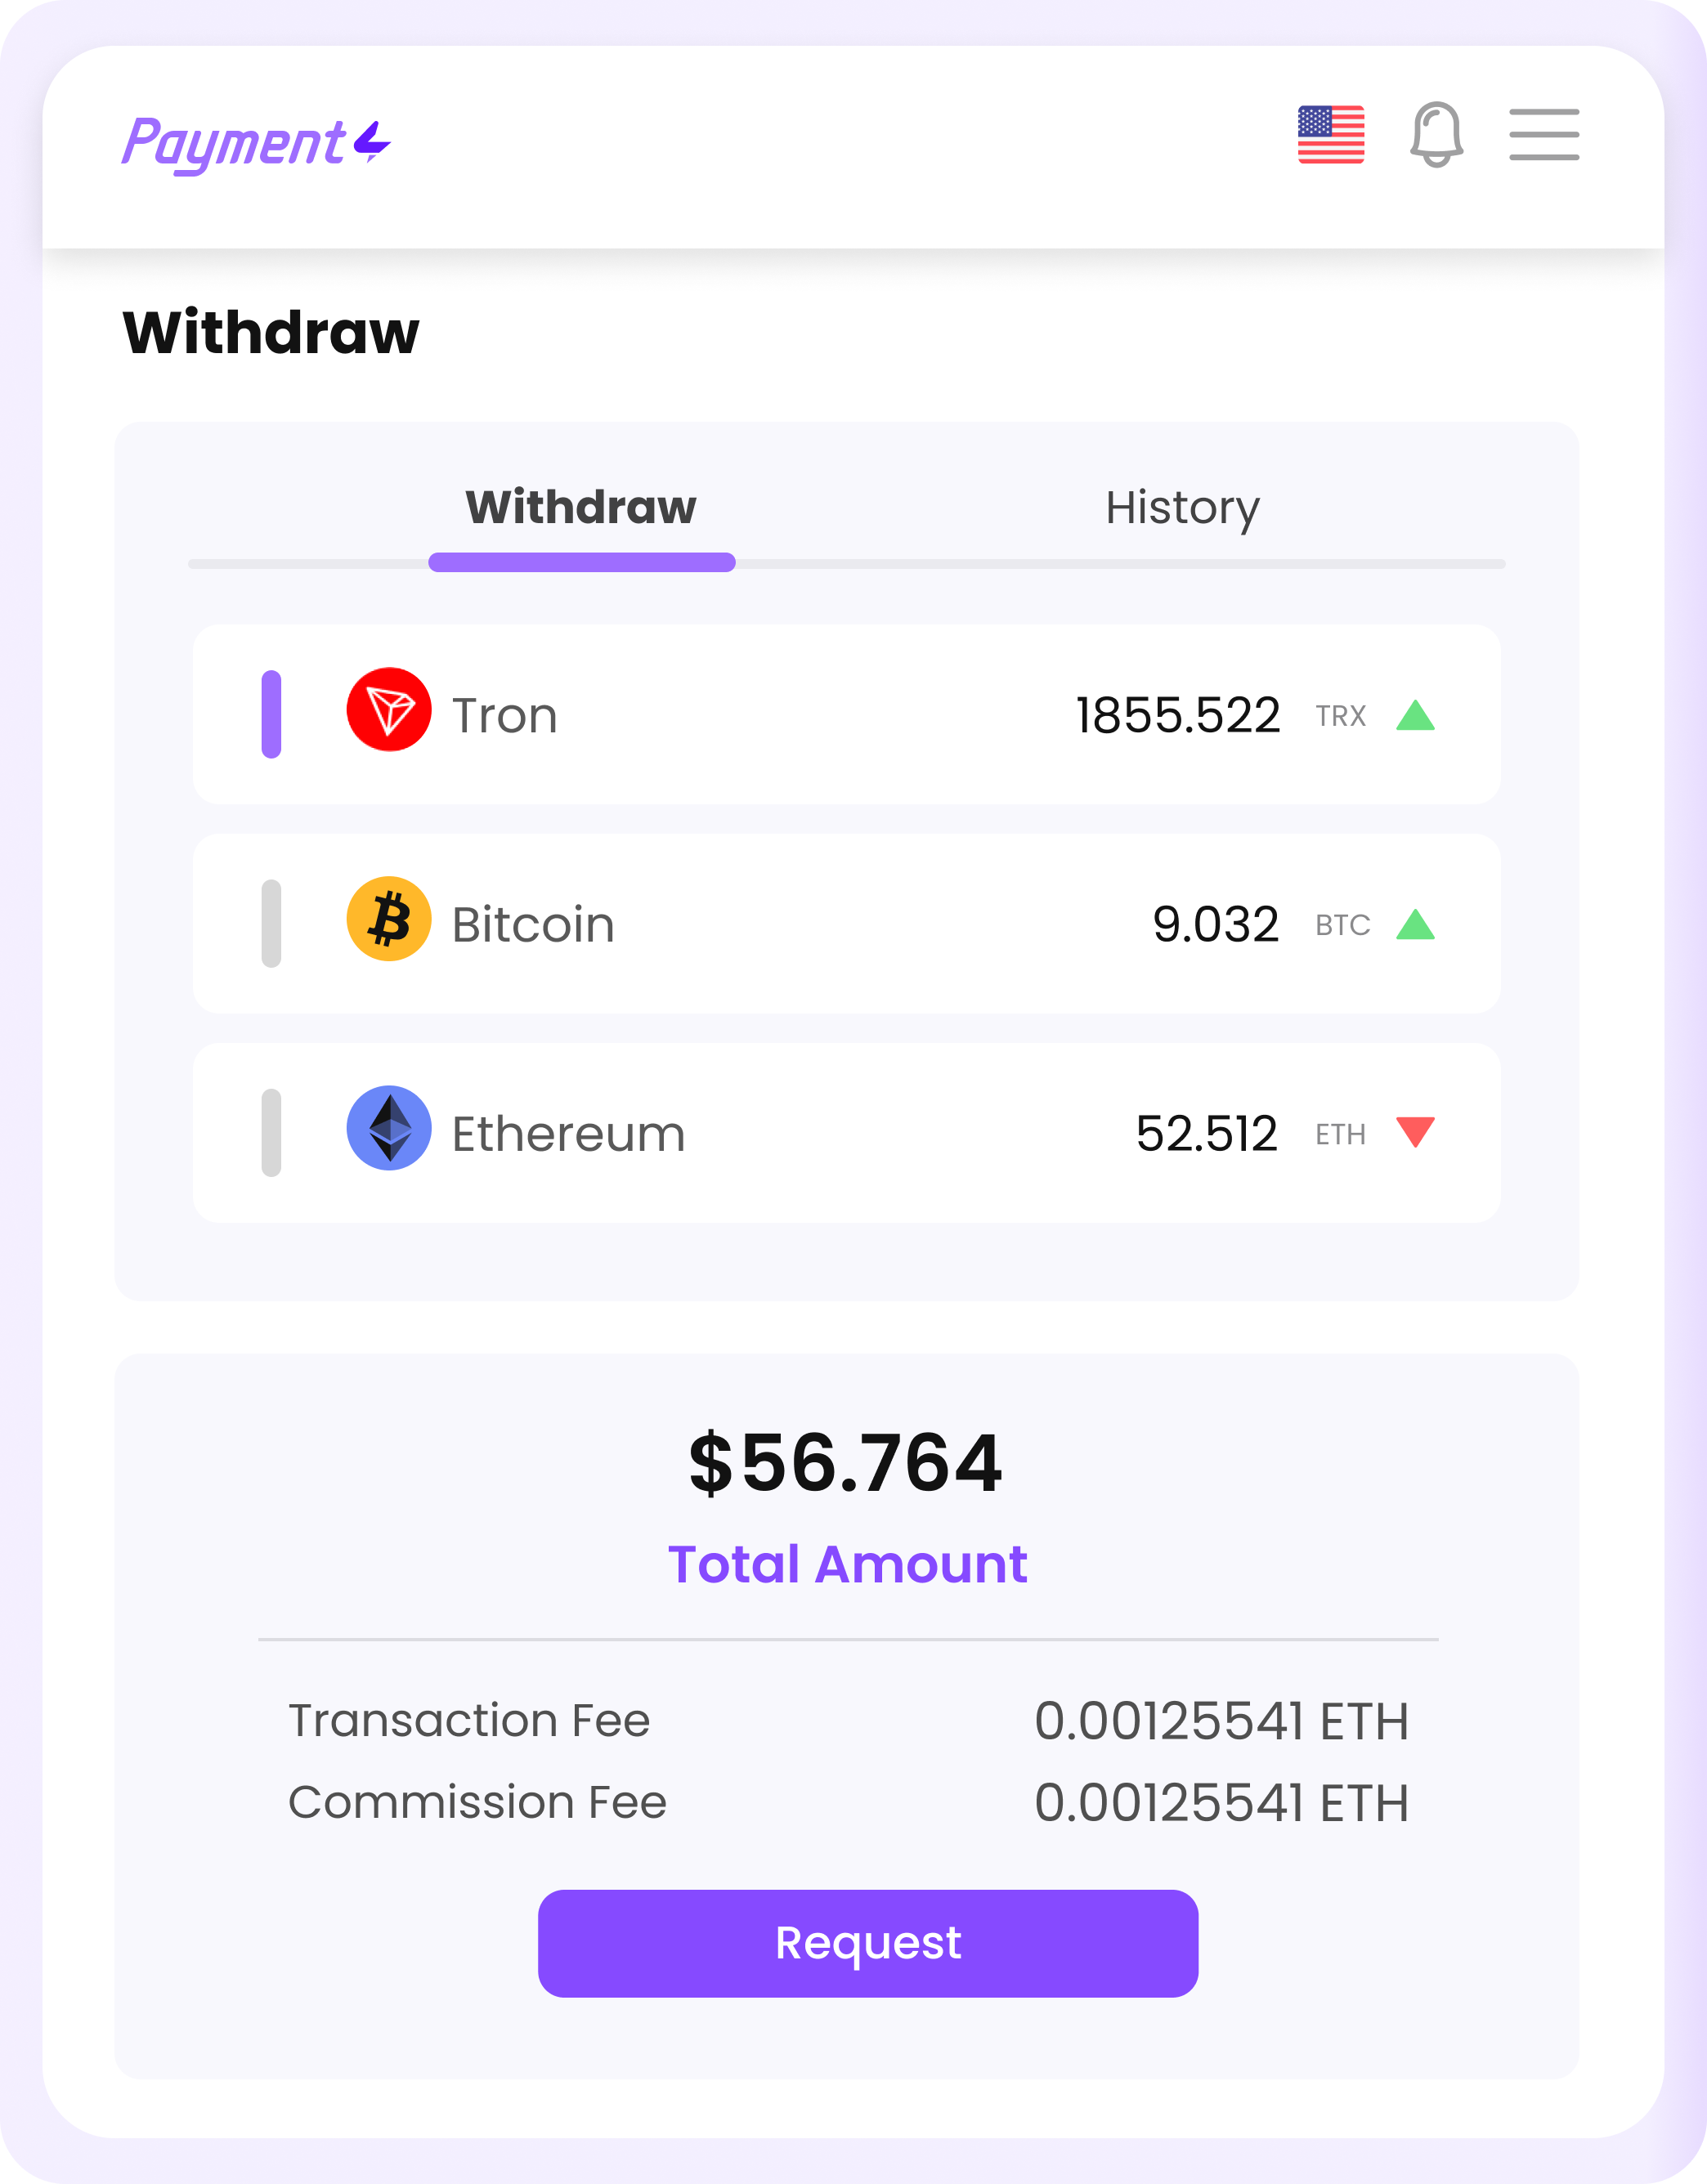 Payment4
Withdraw
Withdraw History
Tron 1855.522 TRX
Bitcoin 9.032 BTC
Ethereum 52.512 ETH
$56.764
Total Amount
Transaction Fee 0.00125541 ETH
Commission Fee 0.00125541 ETH
Request